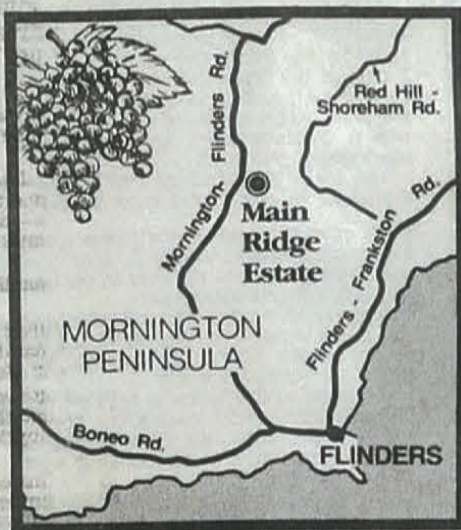 Mornington-
Flinders Rd.
Red Hill -
Shoreham Rd.
Main
Ridge
Estate
Flinders - Frankston
Rd.
MORNINGTON
PENINSULA
Boneo Rd.
FLINDERS